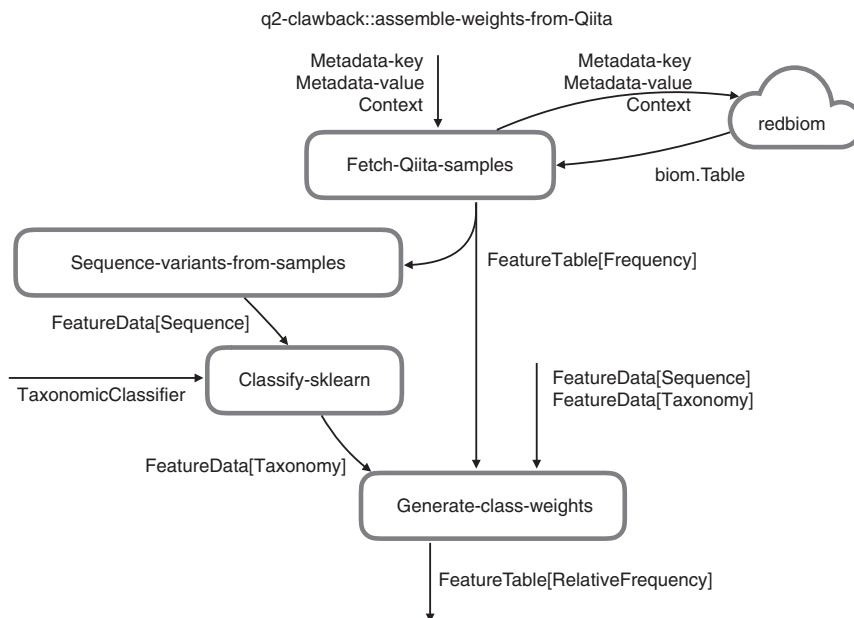 q2-clawback::assemble-weights-from-Qiita
Metadata-key
Metadata-value
Context
Metadata-key
Metadata-value
Context
redbiom
Fetch-Qiita-samples
biom.Table
Sequence-variants-from-samples
FeatureTable[Frequency]
FeatureData[Sequence]
Classify-sklearn
TaxonomicClassifier
FeatureData[Sequence]
FeatureData[Taxonomy]
FeatureData[Taxonomy]
Generate-class-weights
FeatureTable[RelativeFrequency]